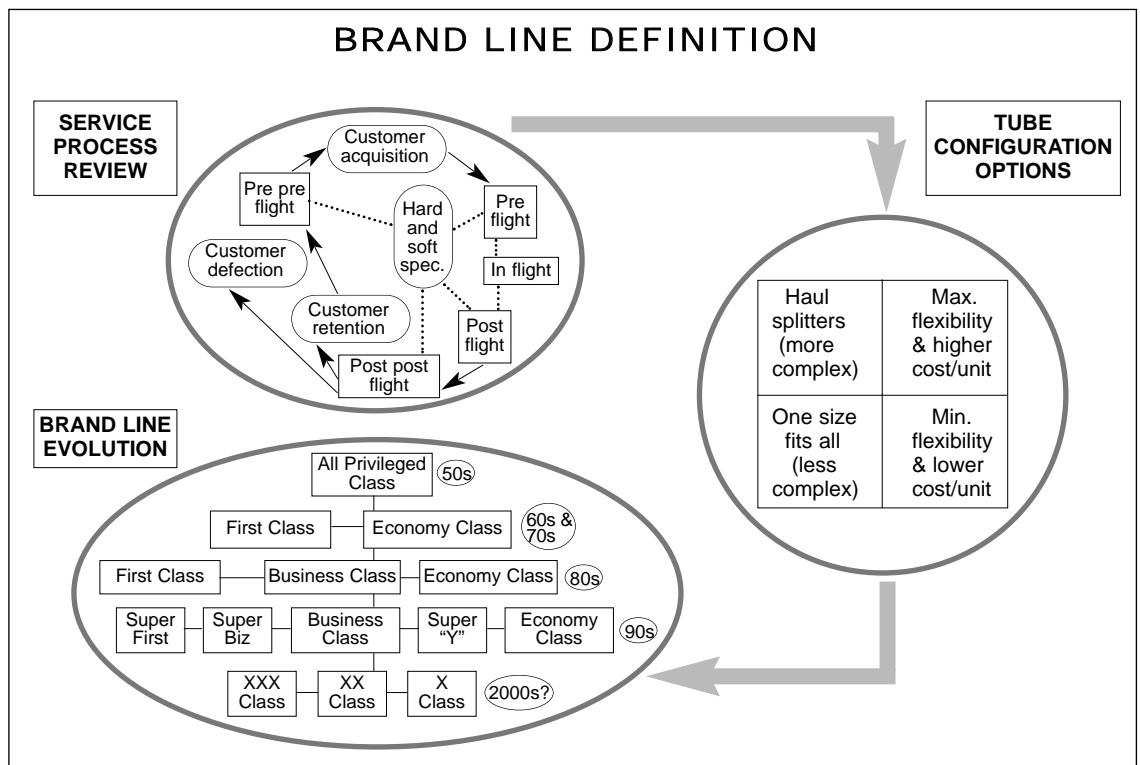 BRAND LINE DEFINITION
SERVICE
PROCESS
REVIEW
Customer
acquisition
Pre pre
flight
Hard
and
soft
spec.
Pre
flight
Customer
defection
In flight
Customer
retention
Post
flight
Post post
flight
TUBE
CONFIGURATION
OPTIONS
Haul
splitters
(more
complex)
Max.
flexibility
& higher
cost/unit
One size
fits all
(less
complex)
Min.
flexibility
& lower
cost/unit
BRAND LINE
EVOLUTION
All Privileged
Class
50s
First Class
Economy Class
60s &
70s
First Class
Business Class
Economy Class
80s
Super
First
Super
Biz
Business
Class
Super
“Y”
Economy
Class
90s
XXX
Class
XX
Class
X
Class
2000s?